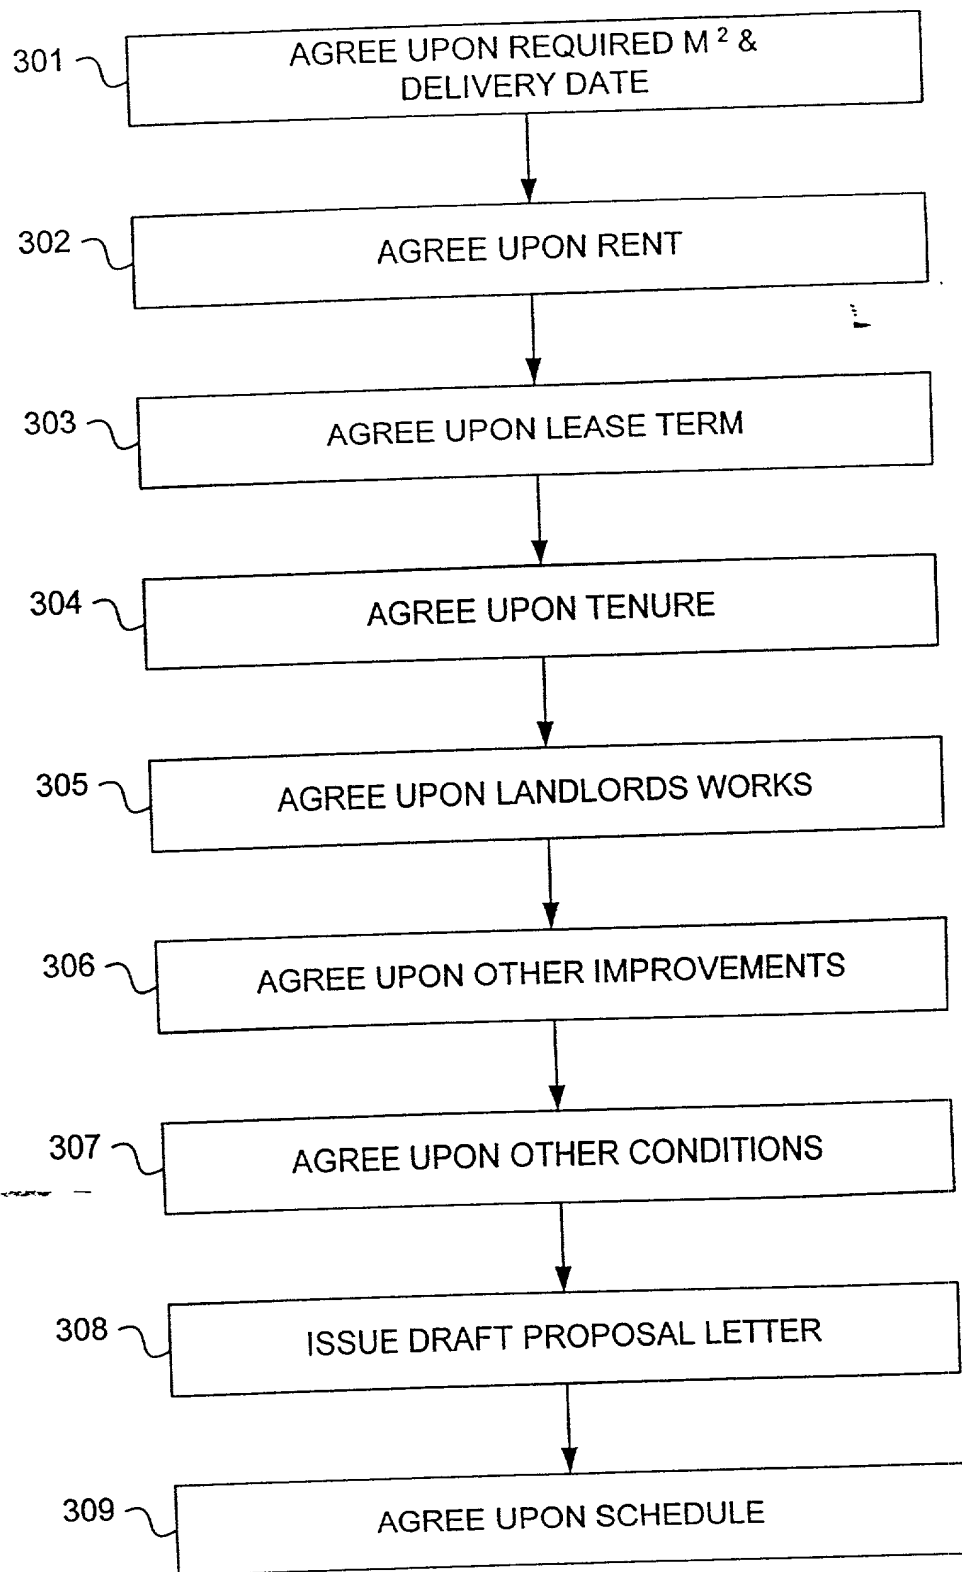 301
AGREE UPON REQUIRED M²&
DELIVERY DATE
302
AGREE UPON RENT
303
AGREE UPON LEASE TERM
304
AGREE UPON TENURE
305
AGREE UPON LANDLORDS WORKS
306
AGREE UPON OTHER IMPROVEMENTS
307
AGREE UPON OTHER CONDITIONS
308
ISSUE DRAFT PROPOSAL LETTER
309
AGREE UPON SCHEDULE